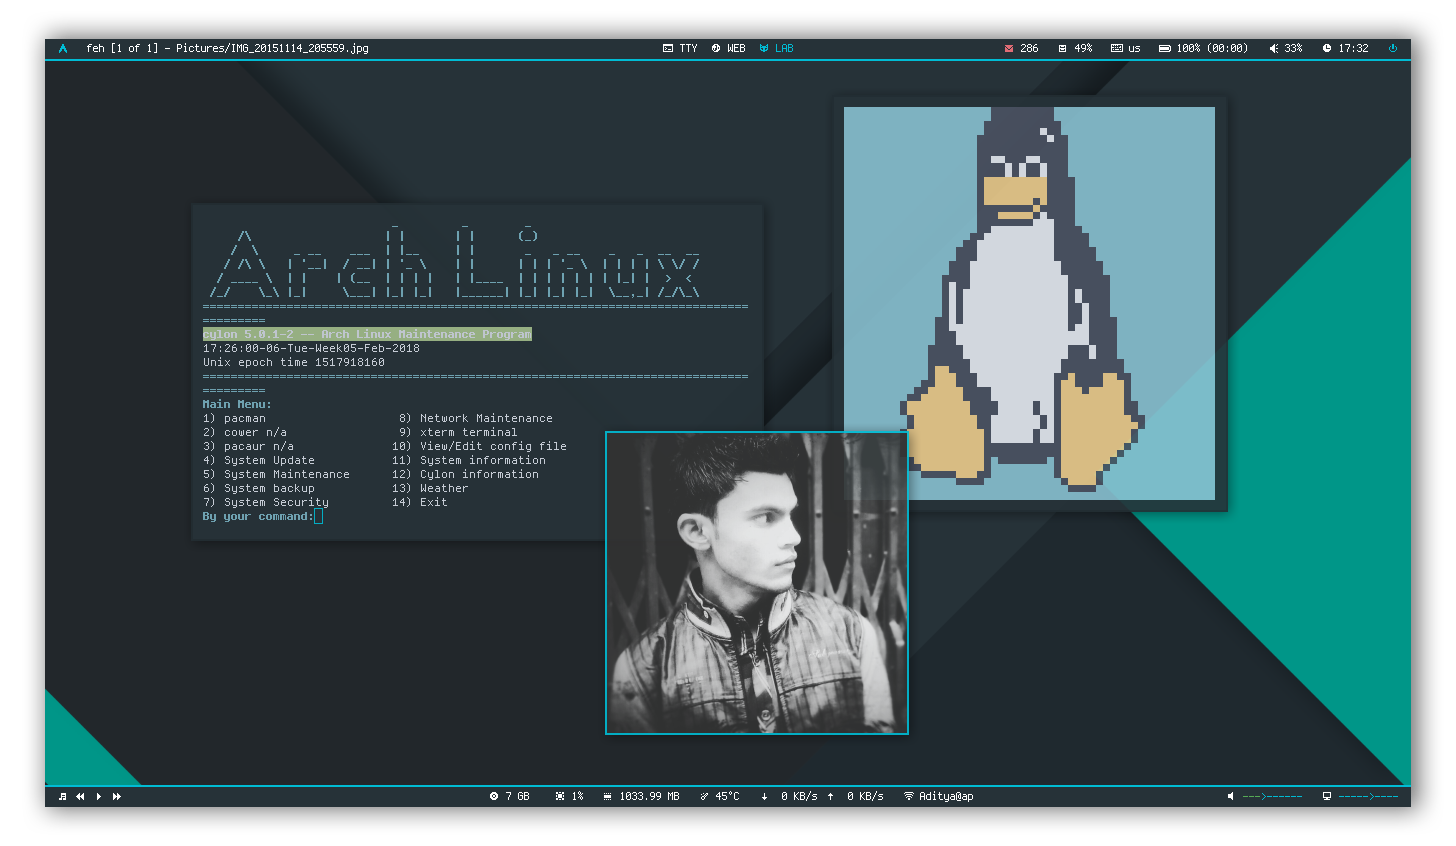 feh [1 of 1] - Pictures/IMG_20151114_205559.jpg
TTY WEB LAB
286 49% us 100% (00:00) 33% 17:32
Arch Linux
==============================================================================
=========
cylon 5.0.1-2 -- Arch Linux Maintenance Program
17:26:00-06-Tue-Week05-Feb-2018
Unix epoch time 1517918160
==============================================================================
=========
Main Menu:
1) pacman 8) Network Maintenance
2) cower n/a 9) xterm terminal
3) pacaur n/a 10) View/Edit config file
4) System Update 11) System information
5) System Maintenance 12) Cylon information
6) System backup 13) Weather
7) System Security 14) Exit
By your command:
7 GB 1% 1033.99 MB 45°C 0 KB/s 0 KB/s Aditya@ap
--->------ ----->----